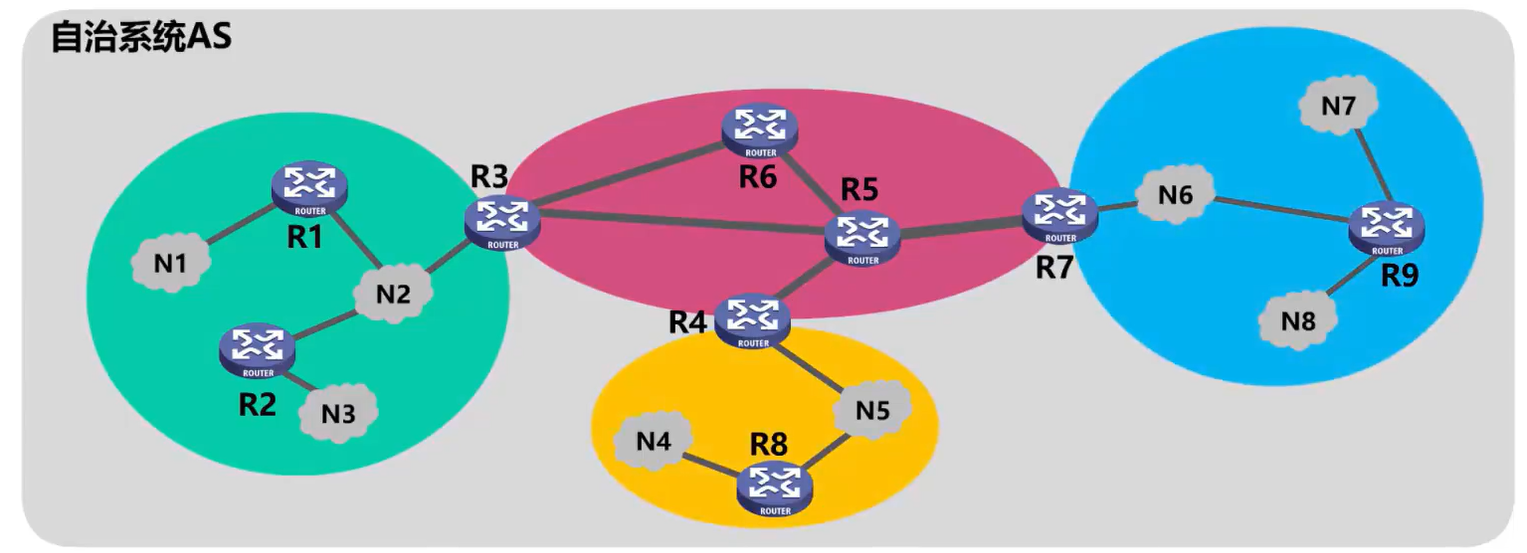 自治系统AS
N7
R6
R3
R5
N6
ROUTER
ROUTER
R1
ROUTER
ROUTER
ROUTER
ROUTER
N1
R7
R9
N2
R4
N8
ROUTER
ROUTER
R2
N3
N5
N4
R8
ROUTER